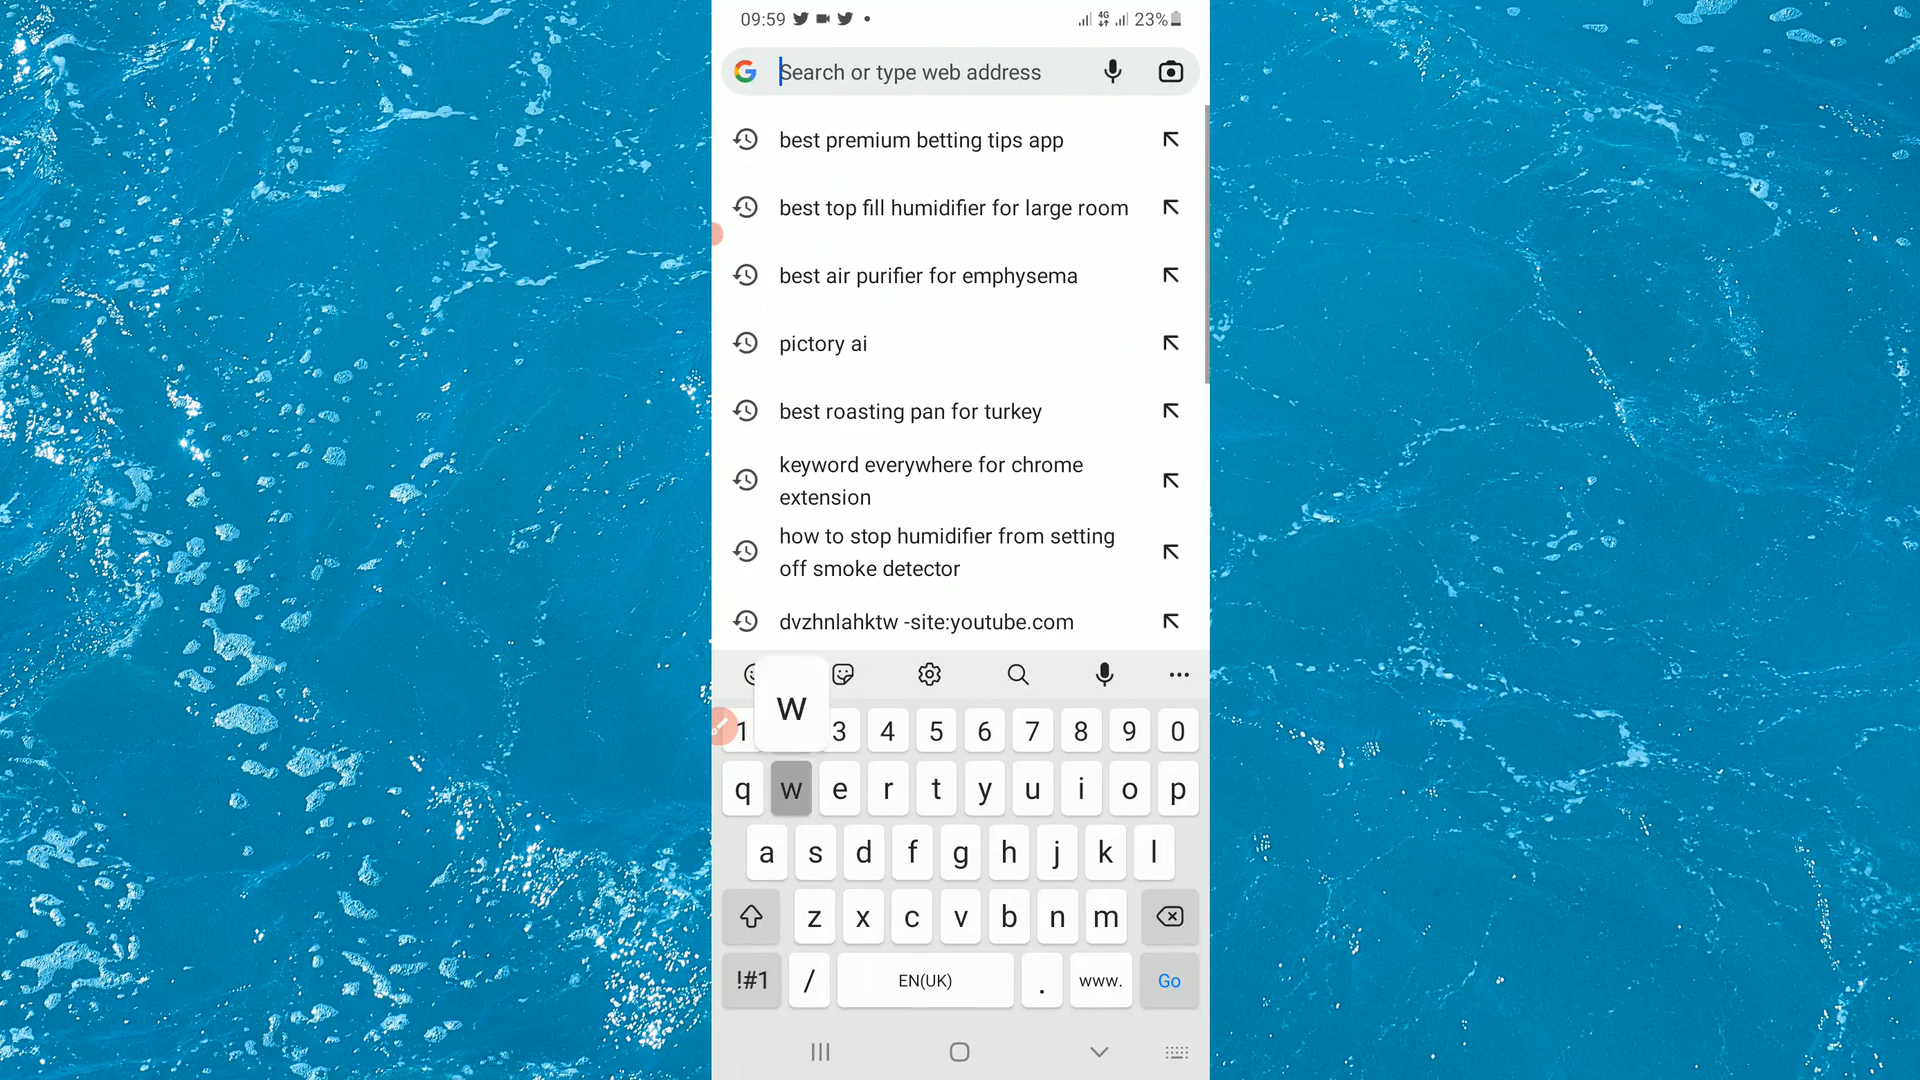 09:59 4G 23%
Search or type web address
best premium betting tips app
best top fill humidifier for large room
best air purifier for emphysema
pictory ai
best roasting pan for turkey
keyword everywhere for chrome
extension
how to stop humidifier from setting
off smoke detector
dvzhnlahktw -site:youtube.com
w
1 3 4 5 6 7 8 9 0
q w e r t y u i o p
a s d f g h j k l
z x c v b n m
!#1 / EN(UK) . www. Go